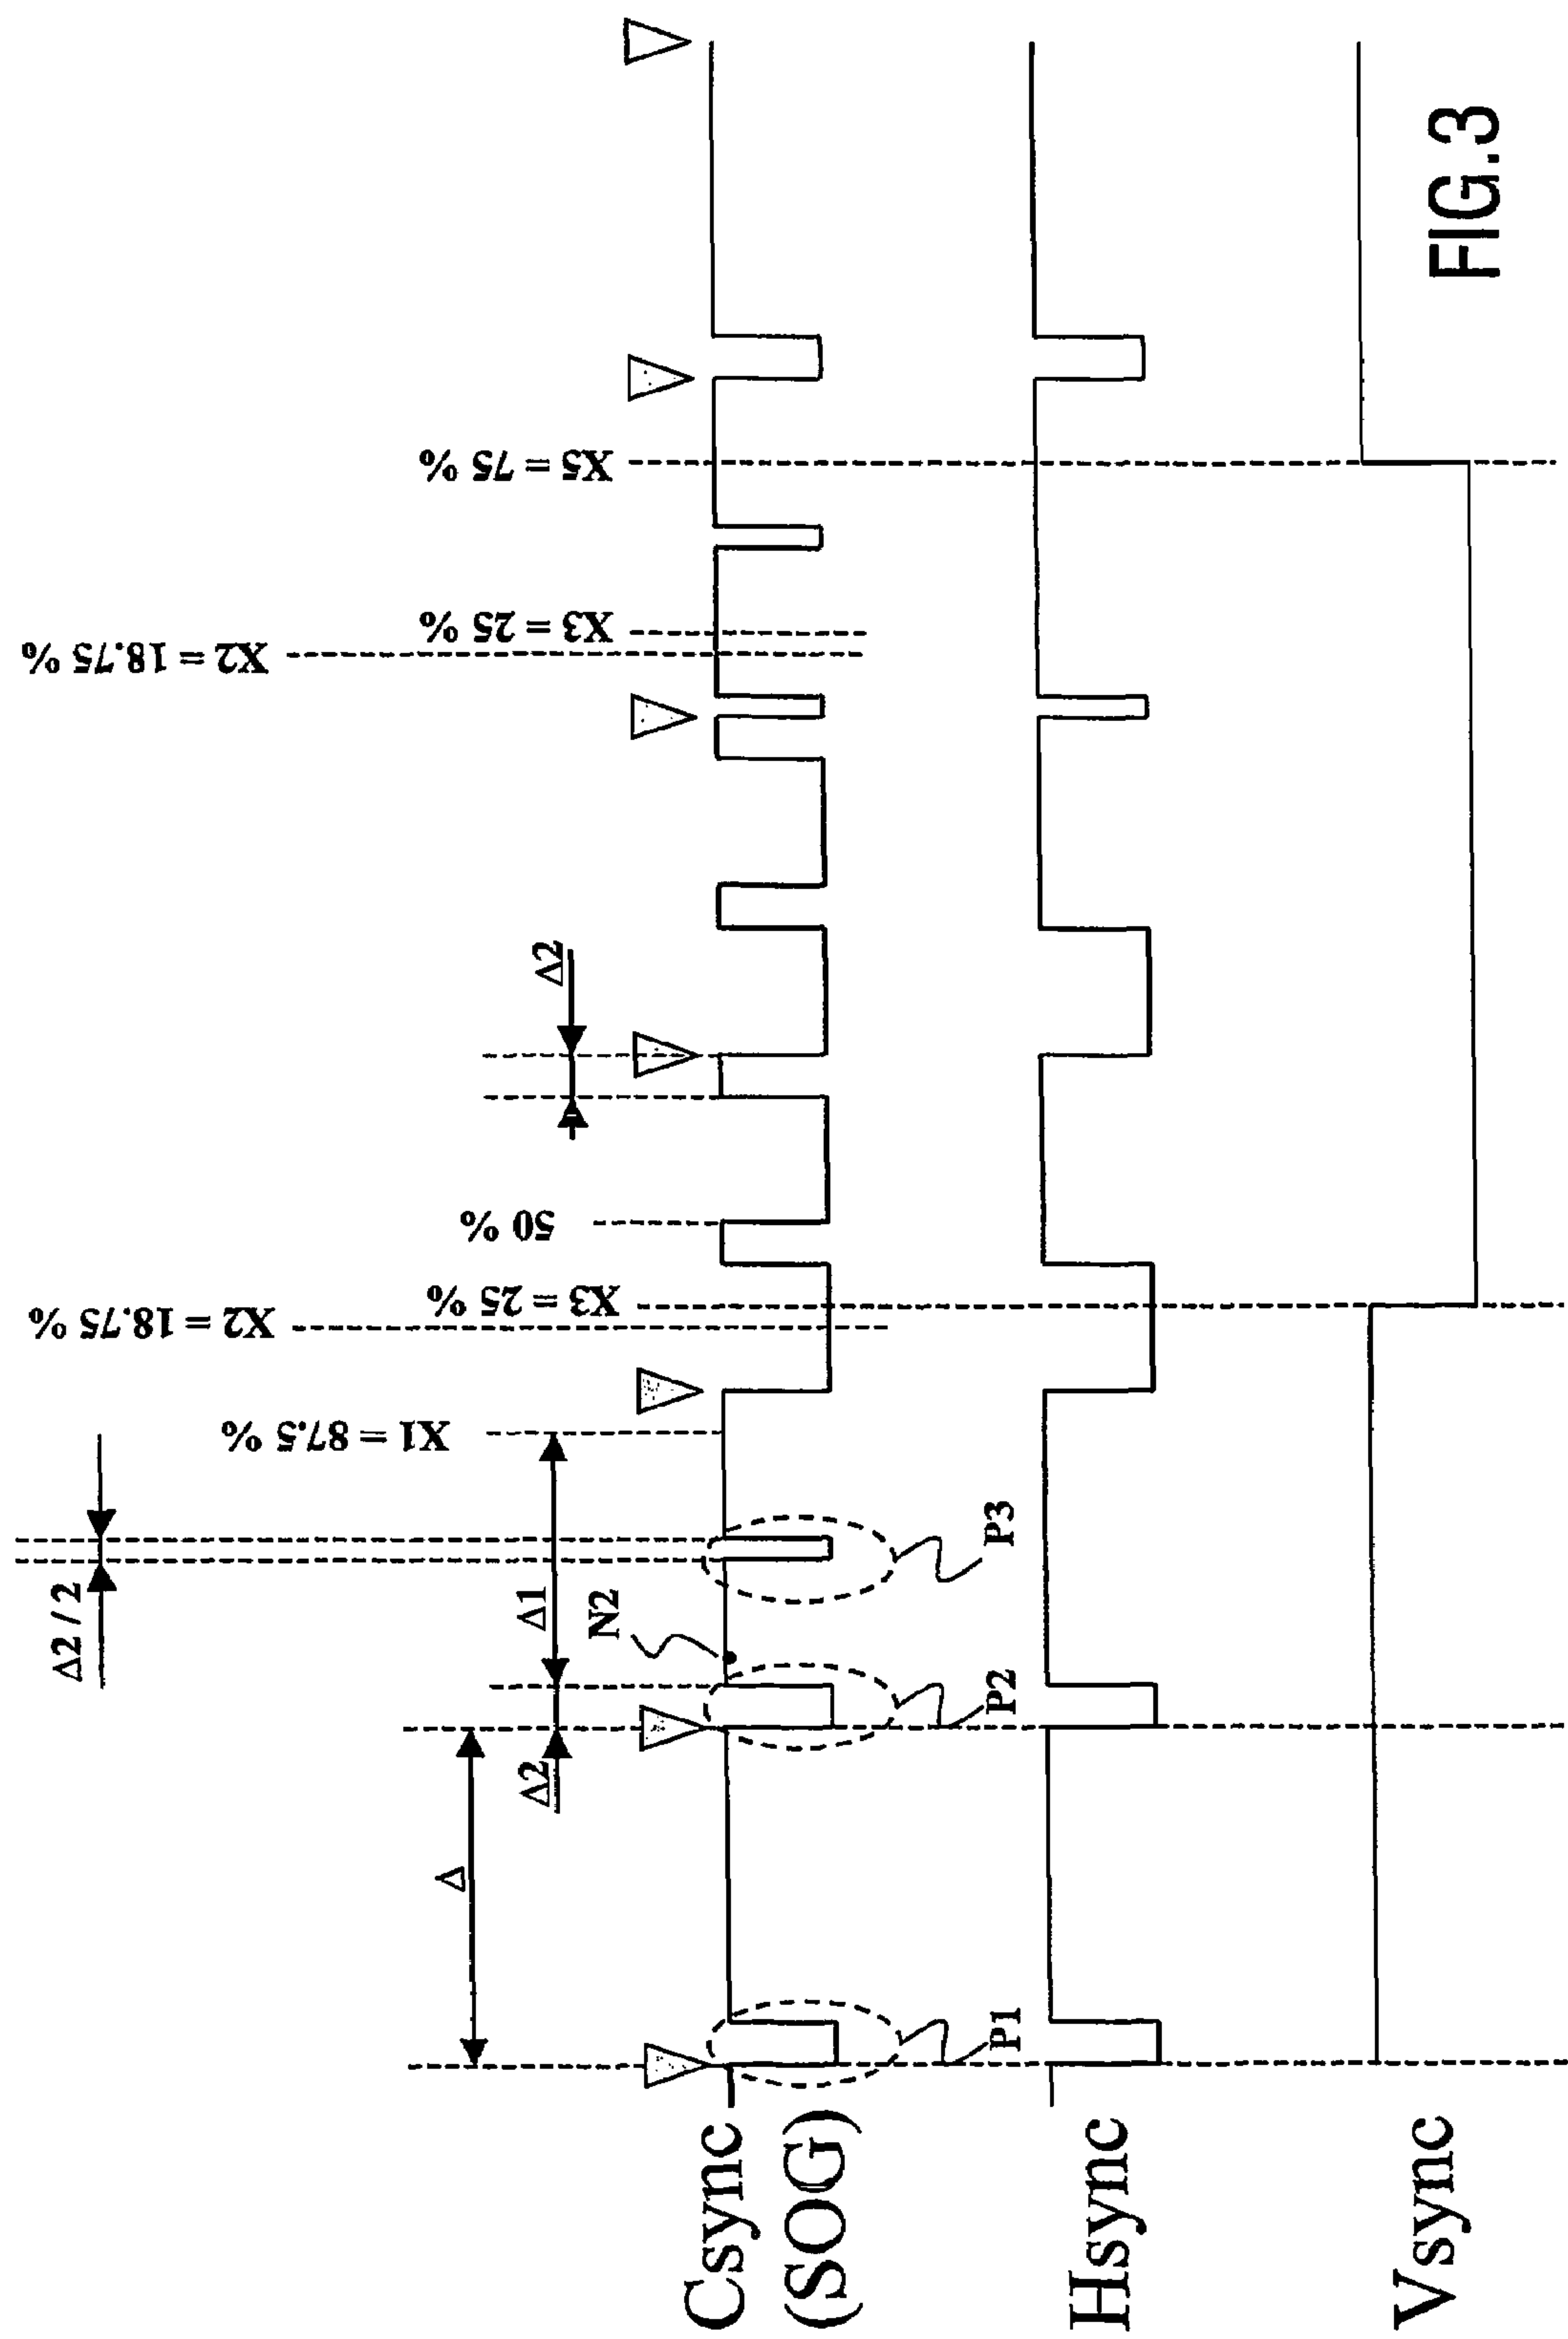 Δ2 / 2
X2 = 18.75 %
X2 = 18.75 %
X1 = 87.5 %
X3 = 25 %
X3 = 25 %
X5 = 75 %
50 %
Δ
Δ2
Δ1
Δ2
N2
Csync
(SOG)
P1
P2
P3
Hsync
Vsync
FIG.3